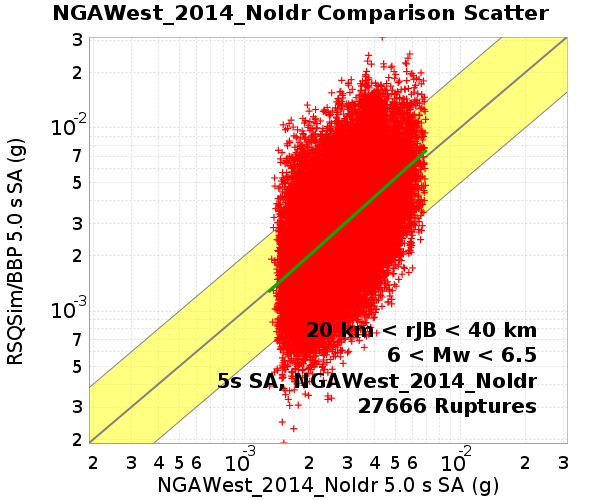 NGAWest_2014_NoIdr Comparison Scatter
3
2
10-2
7
5
3
2
10-3
7
5
3
2
RSQSim/BBP 5.0 s SA (g)
20 km < rJB < 40 km
6 < Mw < 6.5
5s SA, NGAWest_2014_NoIdr
27666 Ruptures
2 3 4 5 6 10-3 2 3 4 5 6 10-2 2 3
NGAWest_2014_NoIdr 5.0 s SA (g)